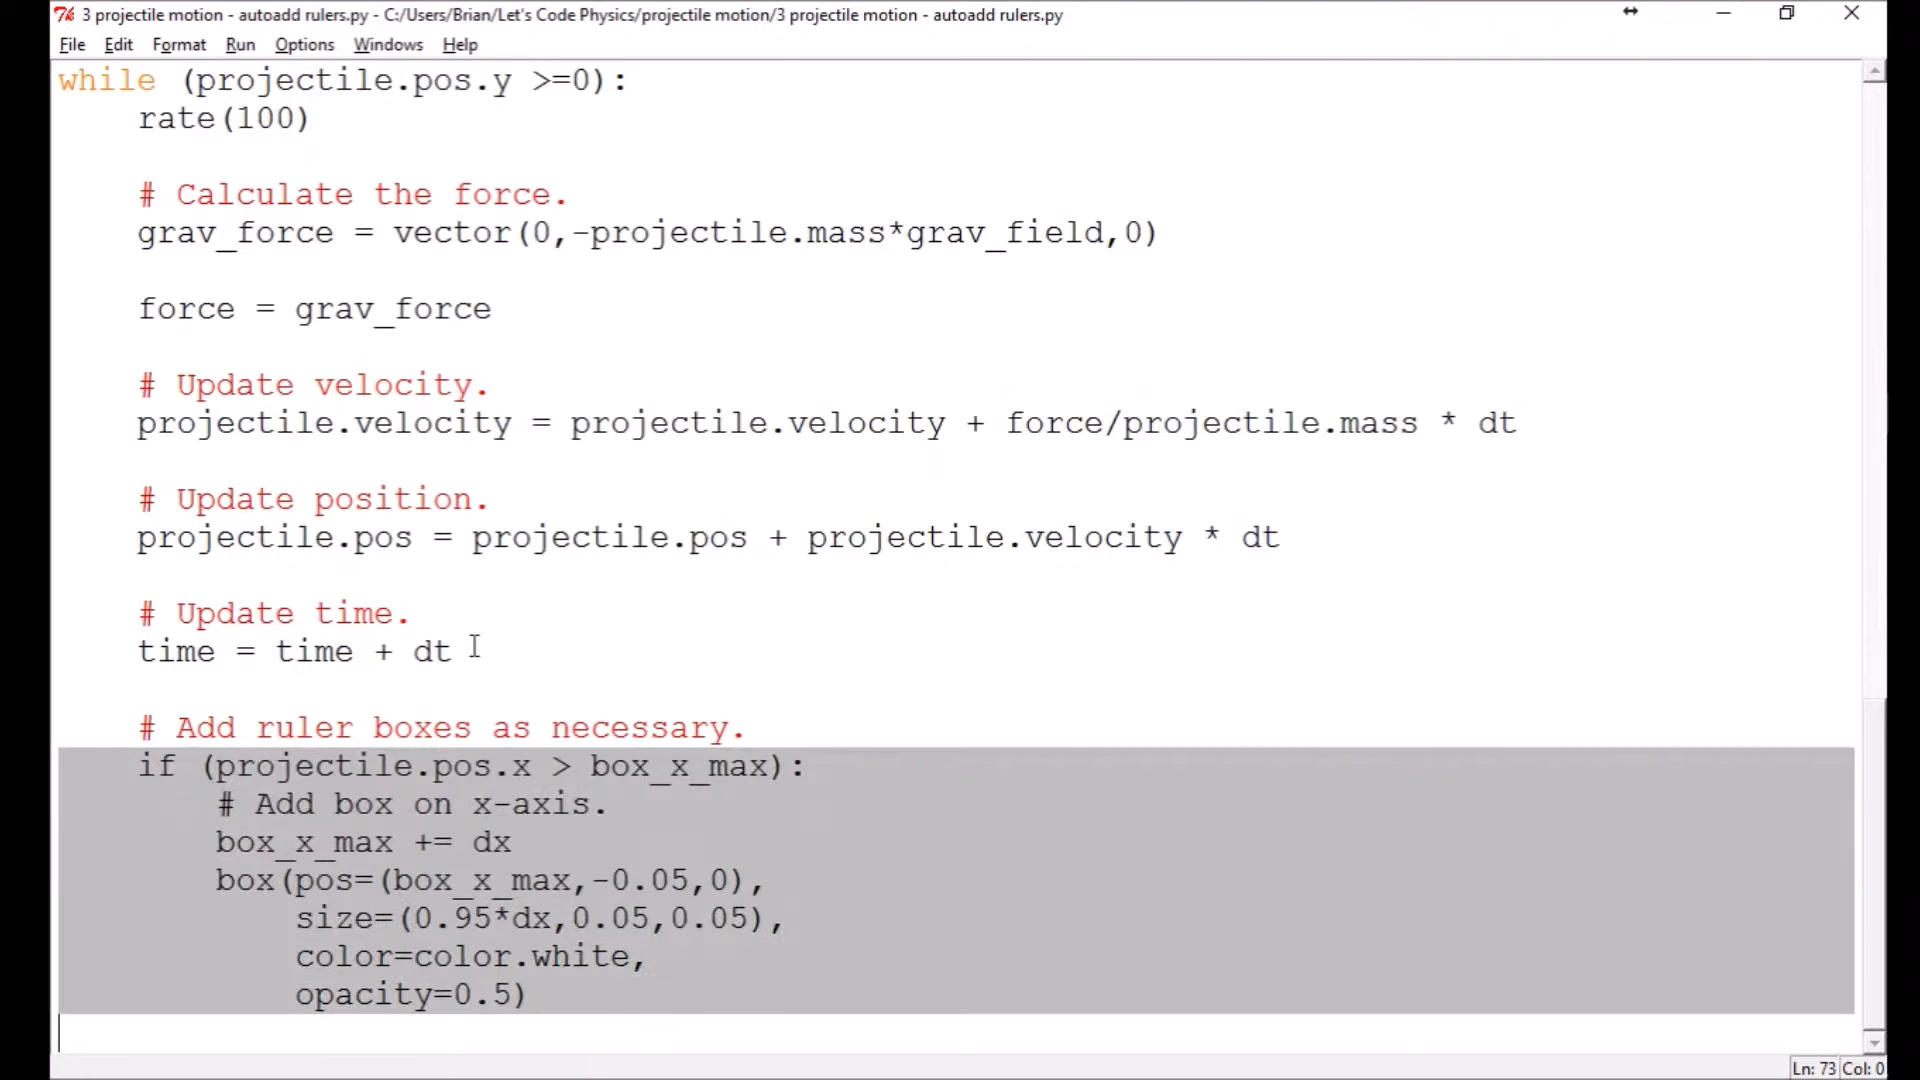 3 projectile motion - autoadd rulers.py - C:/Users/Brian/Let's Code Physics/projectile motion/3 projectile motion - autoadd rulers.py
File Edit Format Run Options Windows Help
while (projectile.pos.y >=0):
    rate(100)
    # Calculate the force.
    grav_force = vector(0,-projectile.mass*grav_field,0)
    force = grav_force
    # Update velocity.
    projectile.velocity = projectile.velocity + force/projectile.mass * dt
    # Update position.
    projectile.pos = projectile.pos + projectile.velocity * dt
    # Update time.
    time = time + dt
    # Add ruler boxes as necessary.
    if (projectile.pos.x > box_x_max):
        # Add box on x-axis.
        box_x_max += dx
        box(pos=(box_x_max,-0.05,0),
            size=(0.95*dx,0.05,0.05),
            color=color.white,
            opacity=0.5)
Ln: 73 Col: 0